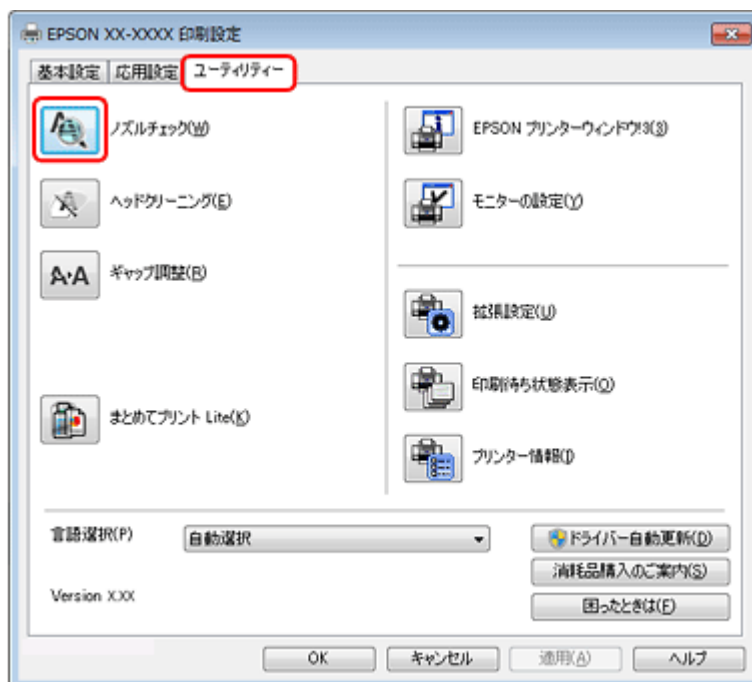 EPSON XX-XXXX 印刷設定
基本設定 応用設定 ユーティリティー
ノズルチェック(W)
ヘッドクリーニング(E)
A▸A ギャップ調整(R)
まとめてプリント Lite(K)
EPSON プリンターウィンドウ!3(3)
モニターの設定(Y)
拡張設定(U)
印刷待ち状態表示(O)
プリンター情報(I)
言語選択(P) 自動選択
Version X.XX
ドライバー自動更新(D)
消耗品購入のご案内(S)
困ったときは(F)
OK キャンセル 適用(A) ヘルプ